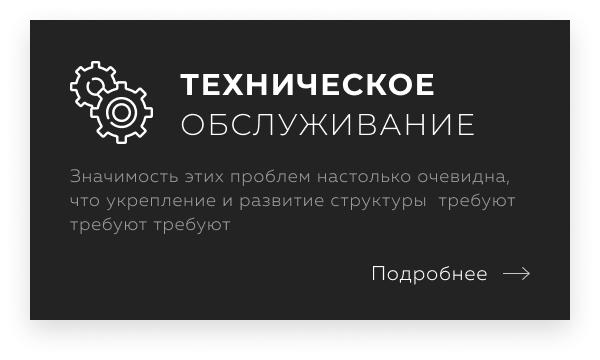 ТЕХНИЧЕСКОЕ
ОБСЛУЖИВАНИЕ
Значимость этих проблем настолько очевидна,
что укрепление и развитие структуры требуют
требуют требуют
Подробнее